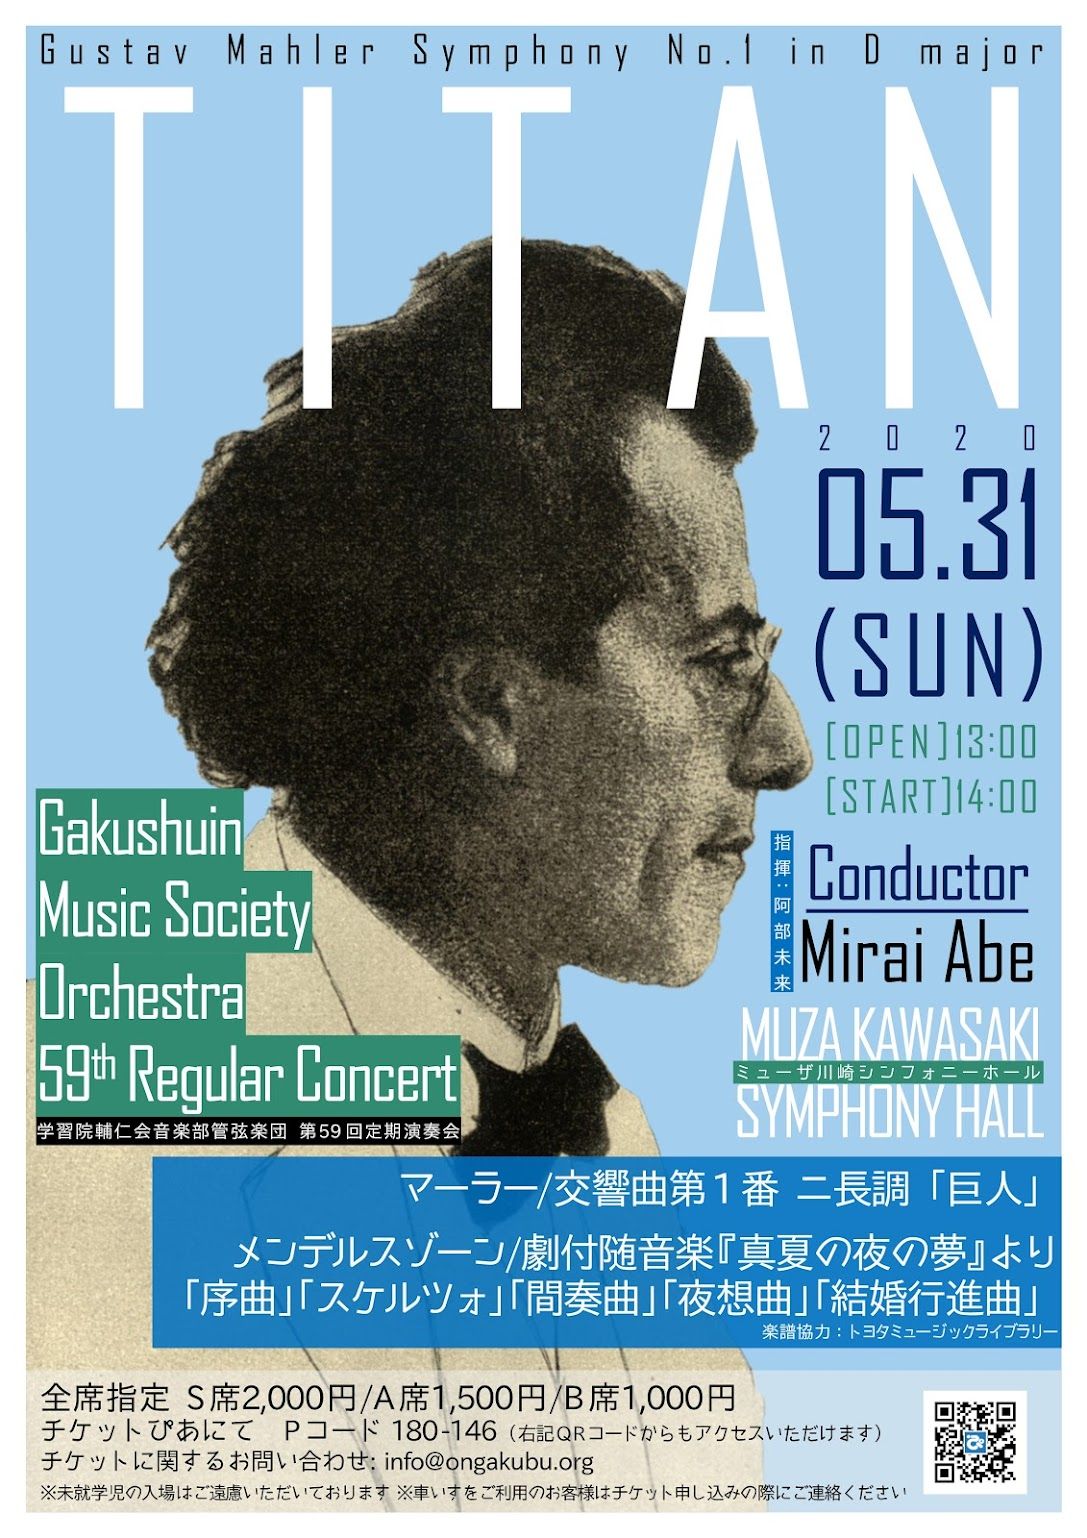 Gustav Mahler Symphony No.1 in D major
TITAN
2020
05.31
(SUN)
[OPEN]13:00
[START]14:00
指揮:阿部未来
Conductor
Mirai Abe
MUZA KAWASAKI
ミューザ川崎シンフォニーホール
SYMPHONY HALL
Gakushuin
Music Society
Orchestra
59th Regular Concert
学習院輔仁会音楽部管弦楽団 第59回定期演奏会
マーラー/交響曲第1番 ニ長調「巨人」
メンデルスゾーン/劇付随音楽『真夏の夜の夢』より
「序曲」「スケルツォ」「間奏曲」「夜想曲」「結婚行進曲」
楽譜協力:トヨタミュージックライブラリー
全席指定 S席2,000円/A席1,500円/B席1,000円
チケットぴあにて Pコード 180-146(右記QRコードからもアクセスいただけます)
チケットに関するお問い合わせ: info@ongakubu.org
※未就学児の入場はご遠慮いただいております ※車いすをご利用のお客様はチケット申し込みの際にご連絡ください